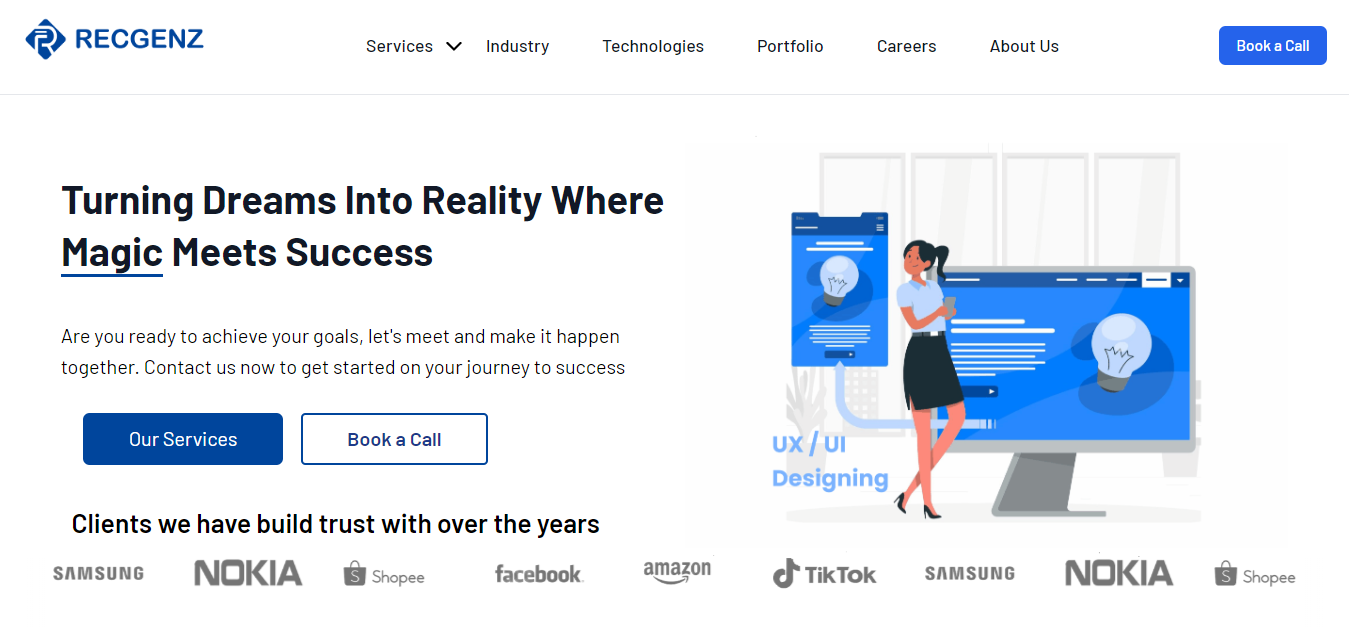 RECGENZ
Services Industry Technologies Portfolio Careers About Us
Book a Call
Turning Dreams Into Reality Where
Magic Meets Success
Are you ready to achieve your goals, let's meet and make it happen
together. Contact us now to get started on your journey to success
Our Services Book a Call
UX / UI
Designing
Clients we have build trust with over the years
SAMSUNG NOKIA Shopee facebook amazon TikTok SAMSUNG NOKIA Shopee